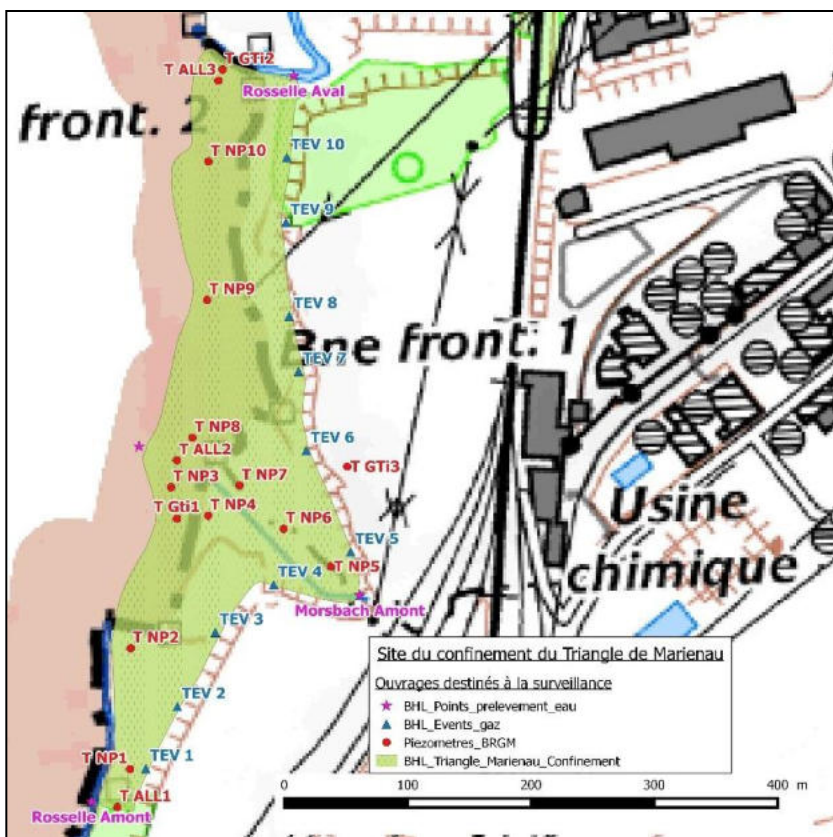 T GTi2
T ALL3
Rosselle Aval
front. 2
TEV 10
T NP10
TEV 9
T NP9
TEV 8
Bne front. 1
TEV 7
T NP8
TEV 6
T ALL2
T GTi3
T NP3
T NP7
T Gti1
T NP4
T NP6
Usine
chimique
TEV 5
T NP5
TEV 4
Morsbach Amont
TEV 3
T NP2
Site du confinement du Triangle de Marienau
Ouvrages destinés à la surveillance
BHL_Points_prelevement_eau
BHL_Events_gaz
Piezometres_BRGM
BHL_Triangle_Marienau_Confinement
TEV 2
T NP1
TEV 1
T ALL1
Rosselle Amont
0 100 200 300 400 m